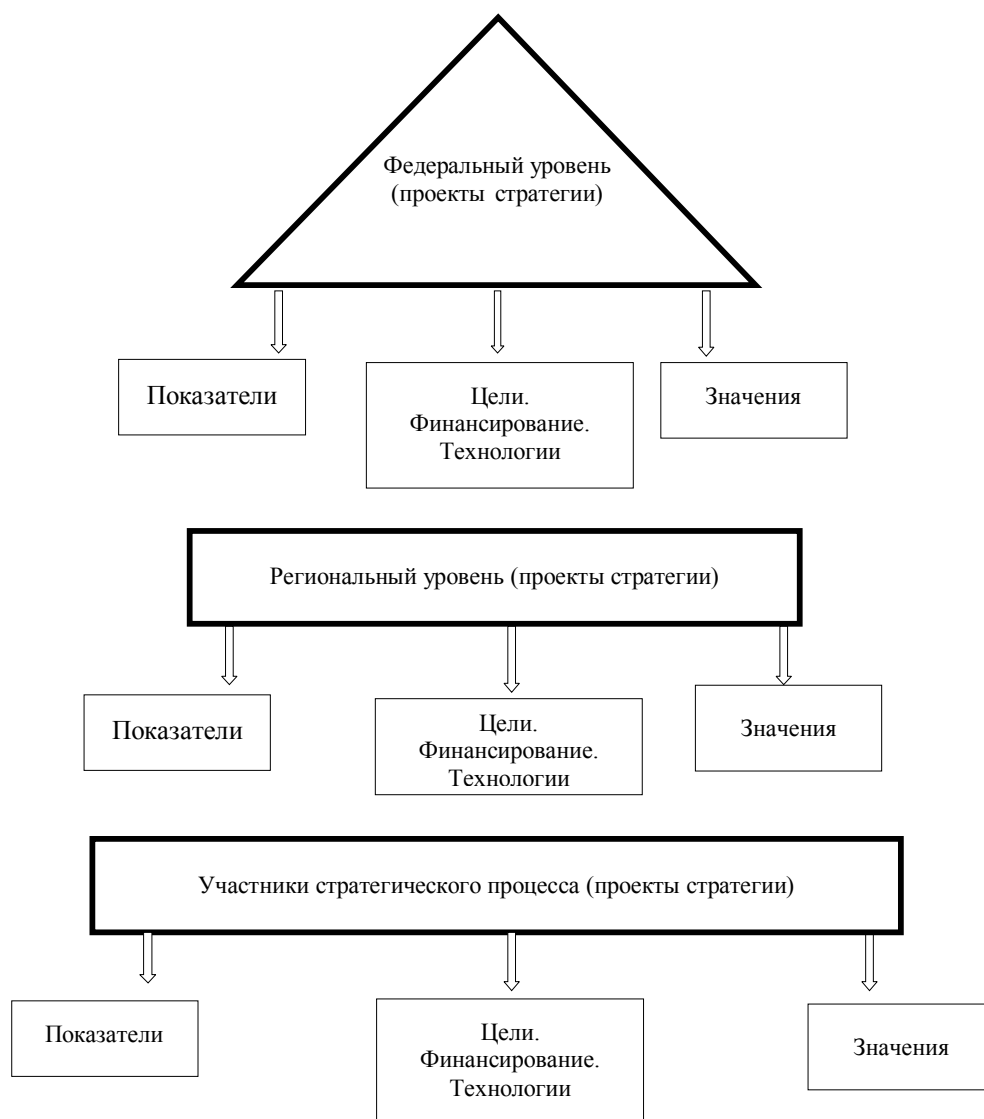 Федеральный уровень
(проекты стратегии)
Показатели
Цели.
Финансирование.
Технологии
Значения
Региональный уровень (проекты стратегии)
Показатели
Цели.
Финансирование.
Технологии
Значения
Участники стратегического процесса (проекты стратегии)
Показатели
Цели.
Финансирование.
Технологии
Значения